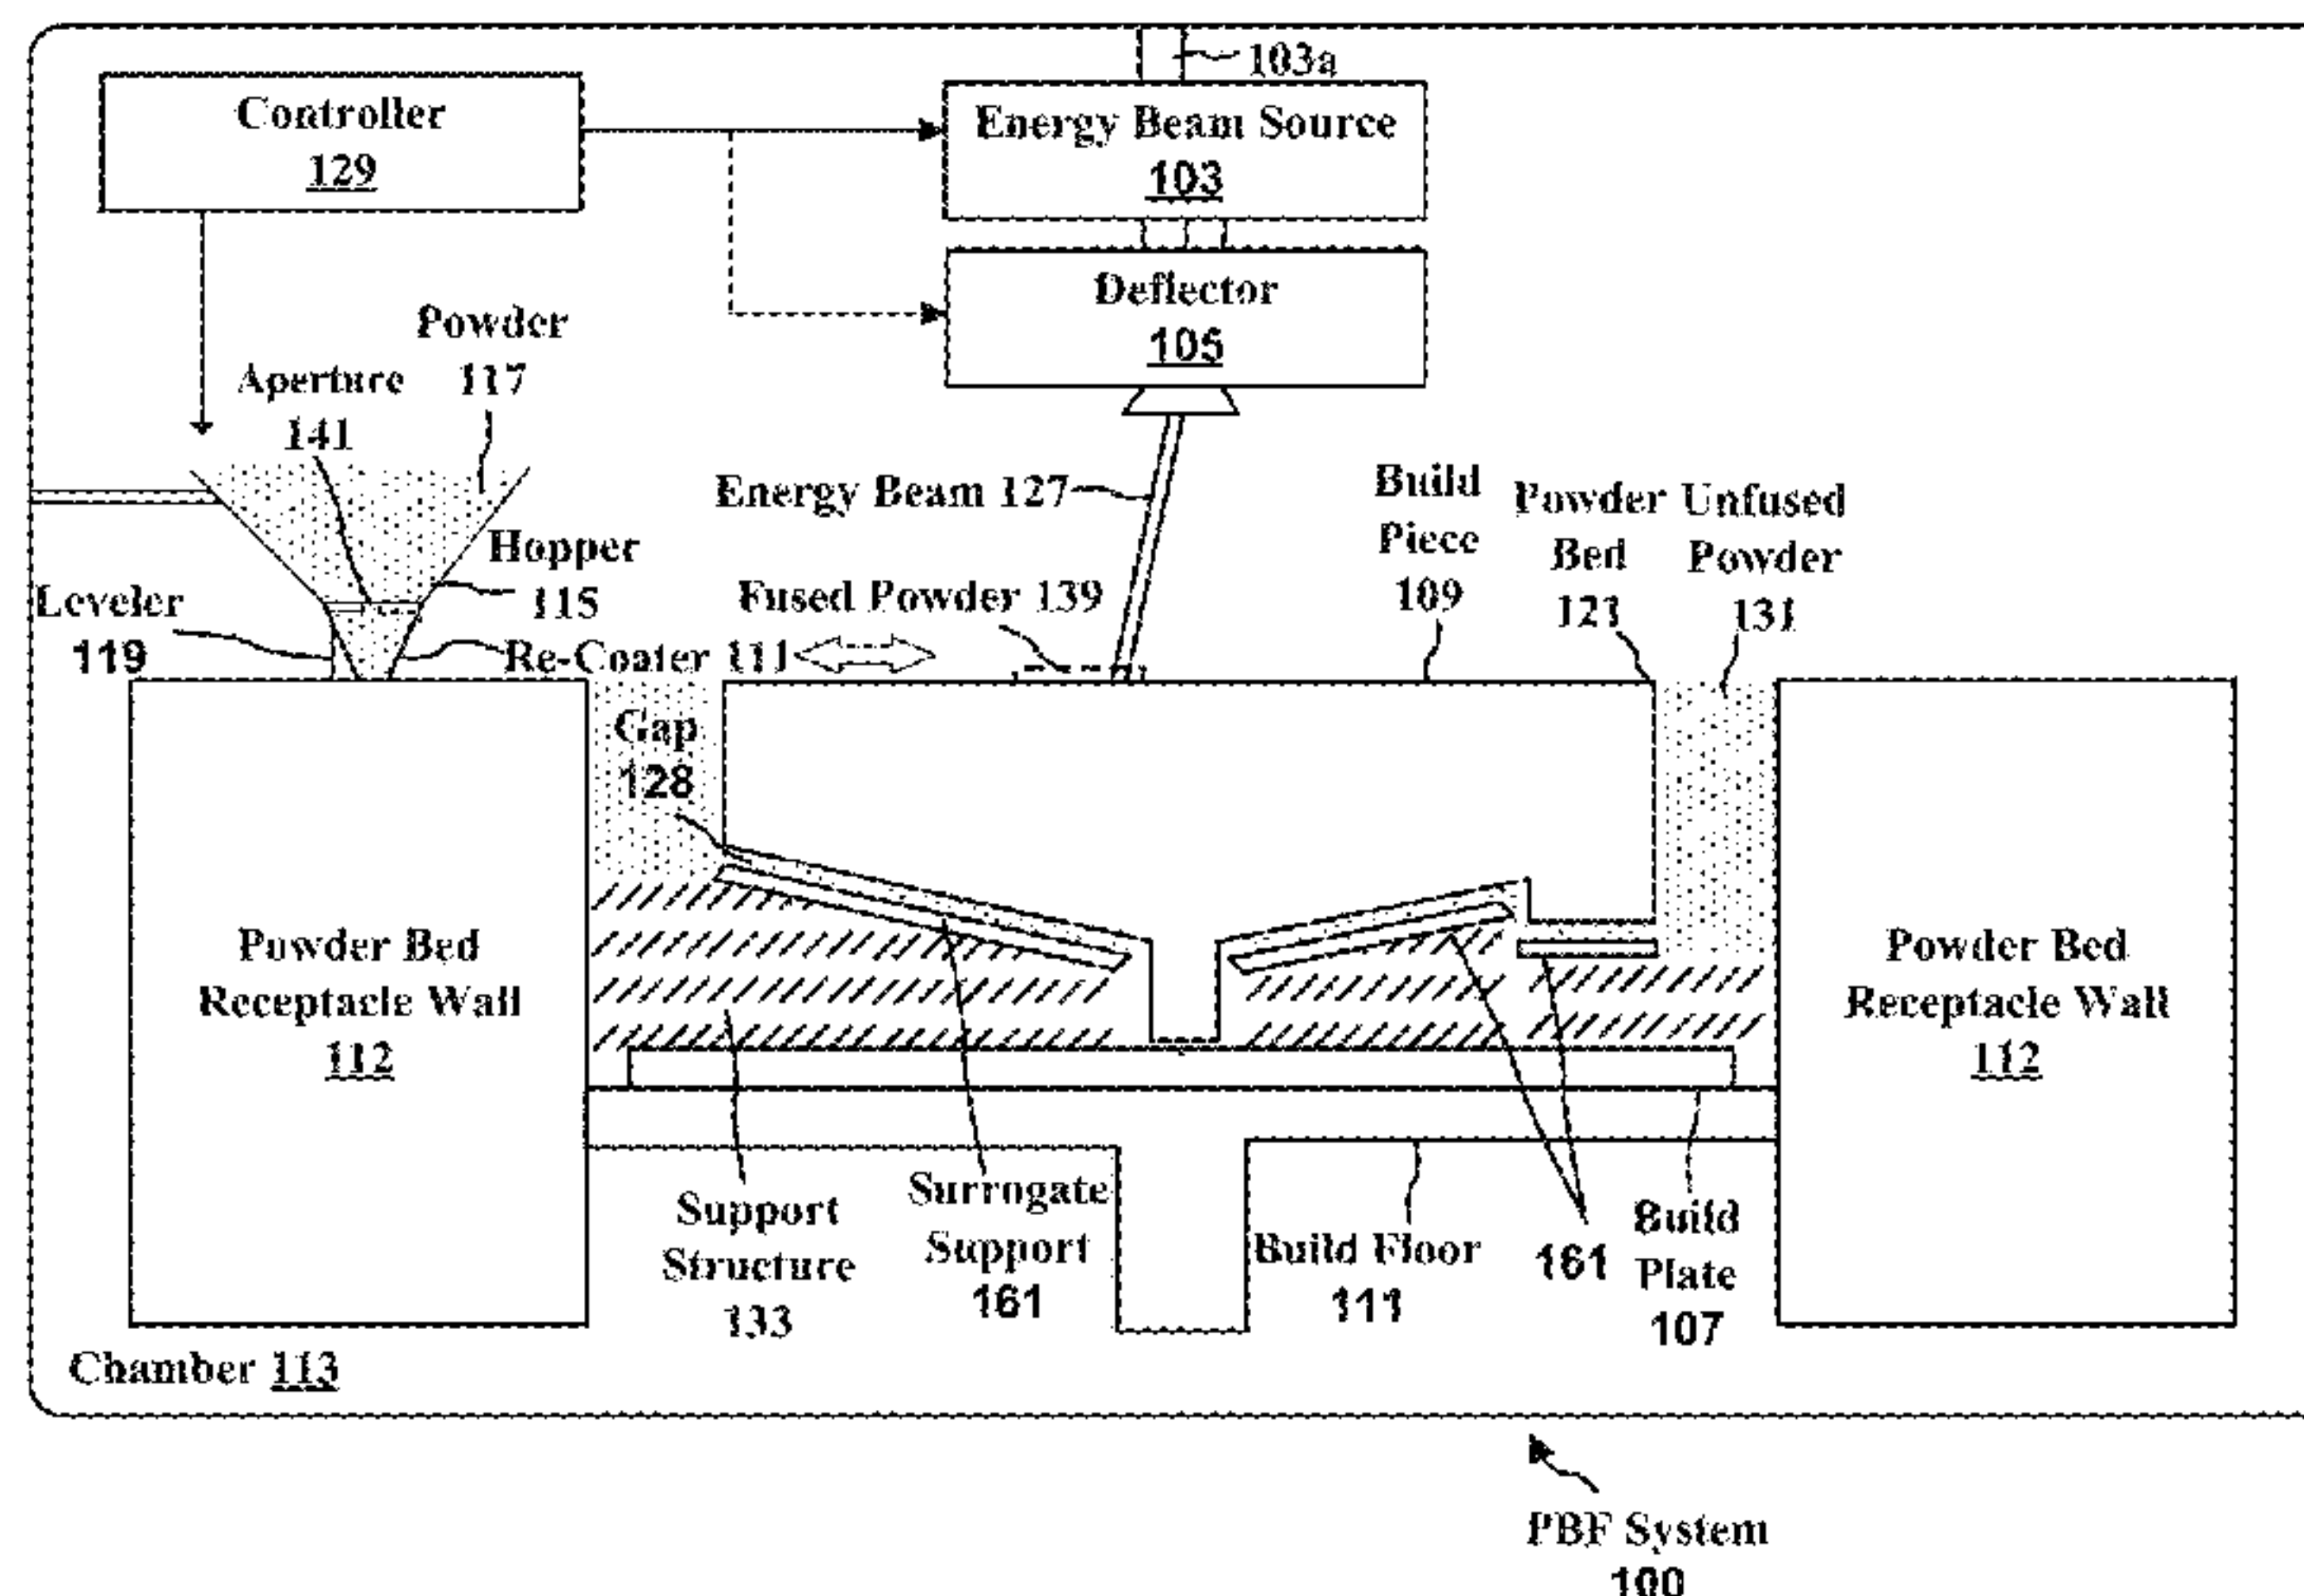 103a
Controller
129
Energy Beam Source
103
Deflector
105
Powder
117
Aperture
141
Energy Beam 127
Build
Piece
109
Powder
Bed
121
Unfused
Powder
131
Hopper
115
Leveler
119
Fused Powder 139
Re-Coater 111
Gap
128
Powder Bed
Receptacle Wall
112
Powder Bed
Receptacle Wall
112
Support
Structure
133
Surrogate
Support
161
Build Floor
111
161
Build
Plate
107
Chamber 113
PBF System
100